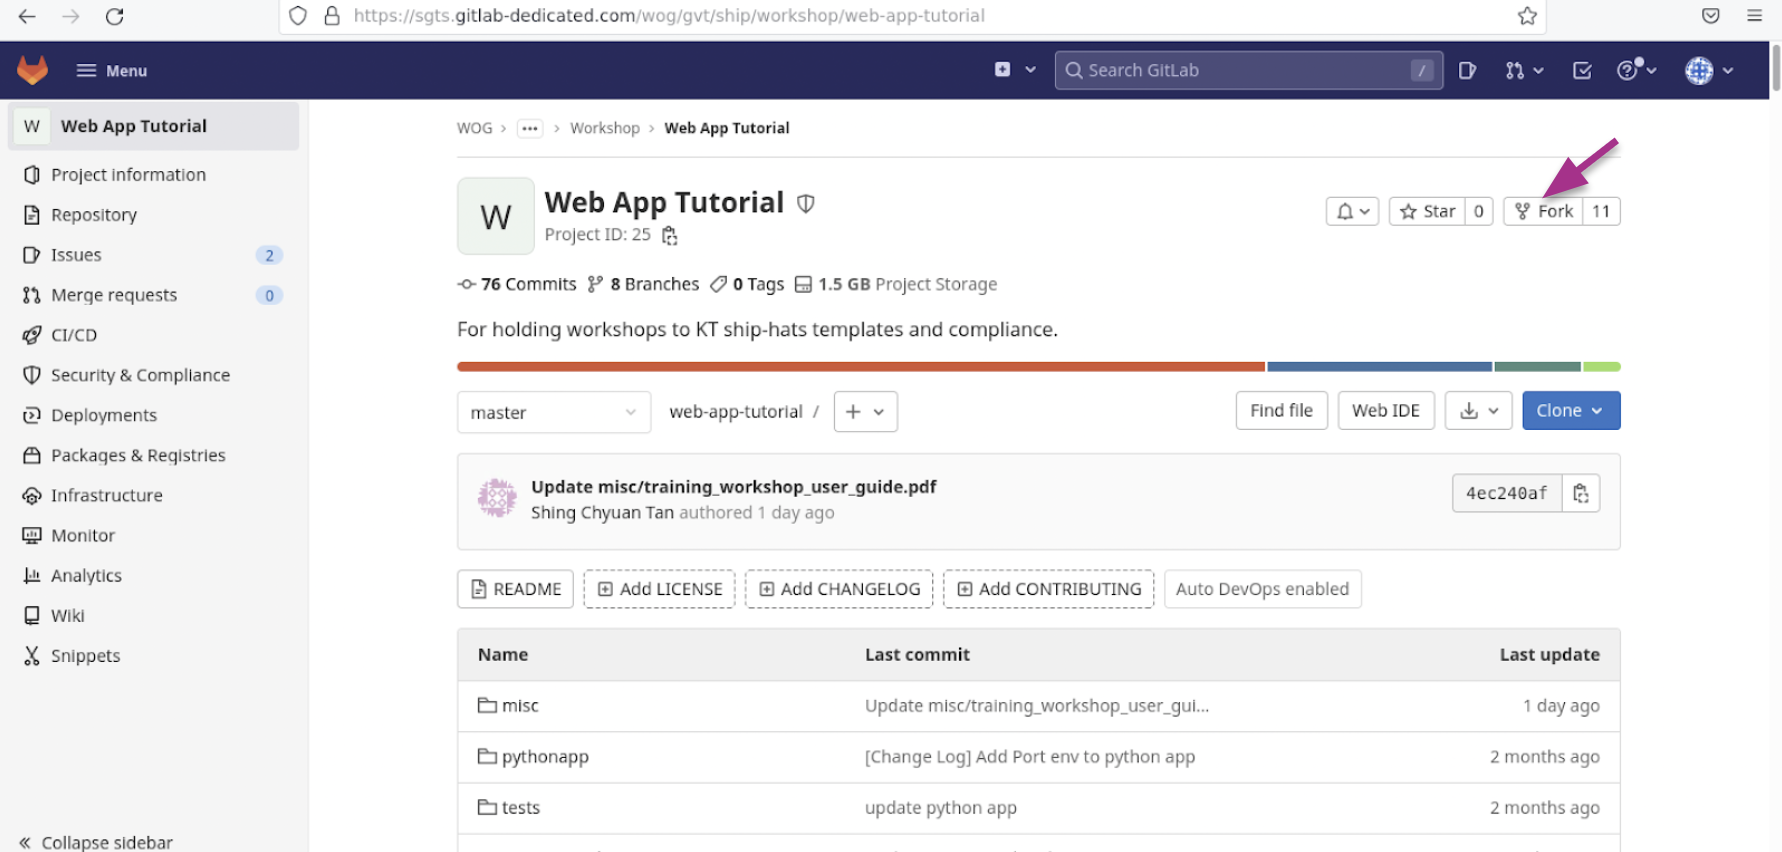 https://sgts.gitlab-dedicated.com/wog/gvt/ship/workshop/web-app-tutorial
Menu
Search GitLab
/
W Web App Tutorial
Project information
Repository
Issues 2
Merge requests 0
CI/CD
Security & Compliance
Deployments
Packages & Registries
Infrastructure
Monitor
Analytics
Wiki
Snippets
Collapse sidebar
WOG > ••• > Workshop > Web App Tutorial
W
Web App Tutorial
Project ID: 25
Star 0
Fork 11
76 Commits 8 Branches 0 Tags 1.5 GB Project Storage
For holding workshops to KT ship-hats templates and compliance.
master
web-app-tutorial /
+
Find file
Web IDE
Clone
Update misc/training_workshop_user_guide.pdf
Shing Chyuan Tan authored 1 day ago
4ec240af
README
Add LICENSE
Add CHANGELOG
Add CONTRIBUTING
Auto DevOps enabled
Name Last commit Last update
misc Update misc/training_workshop_user_gui... 1 day ago
pythonapp [Change Log] Add Port env to python app 2 months ago
tests update python app 2 months ago